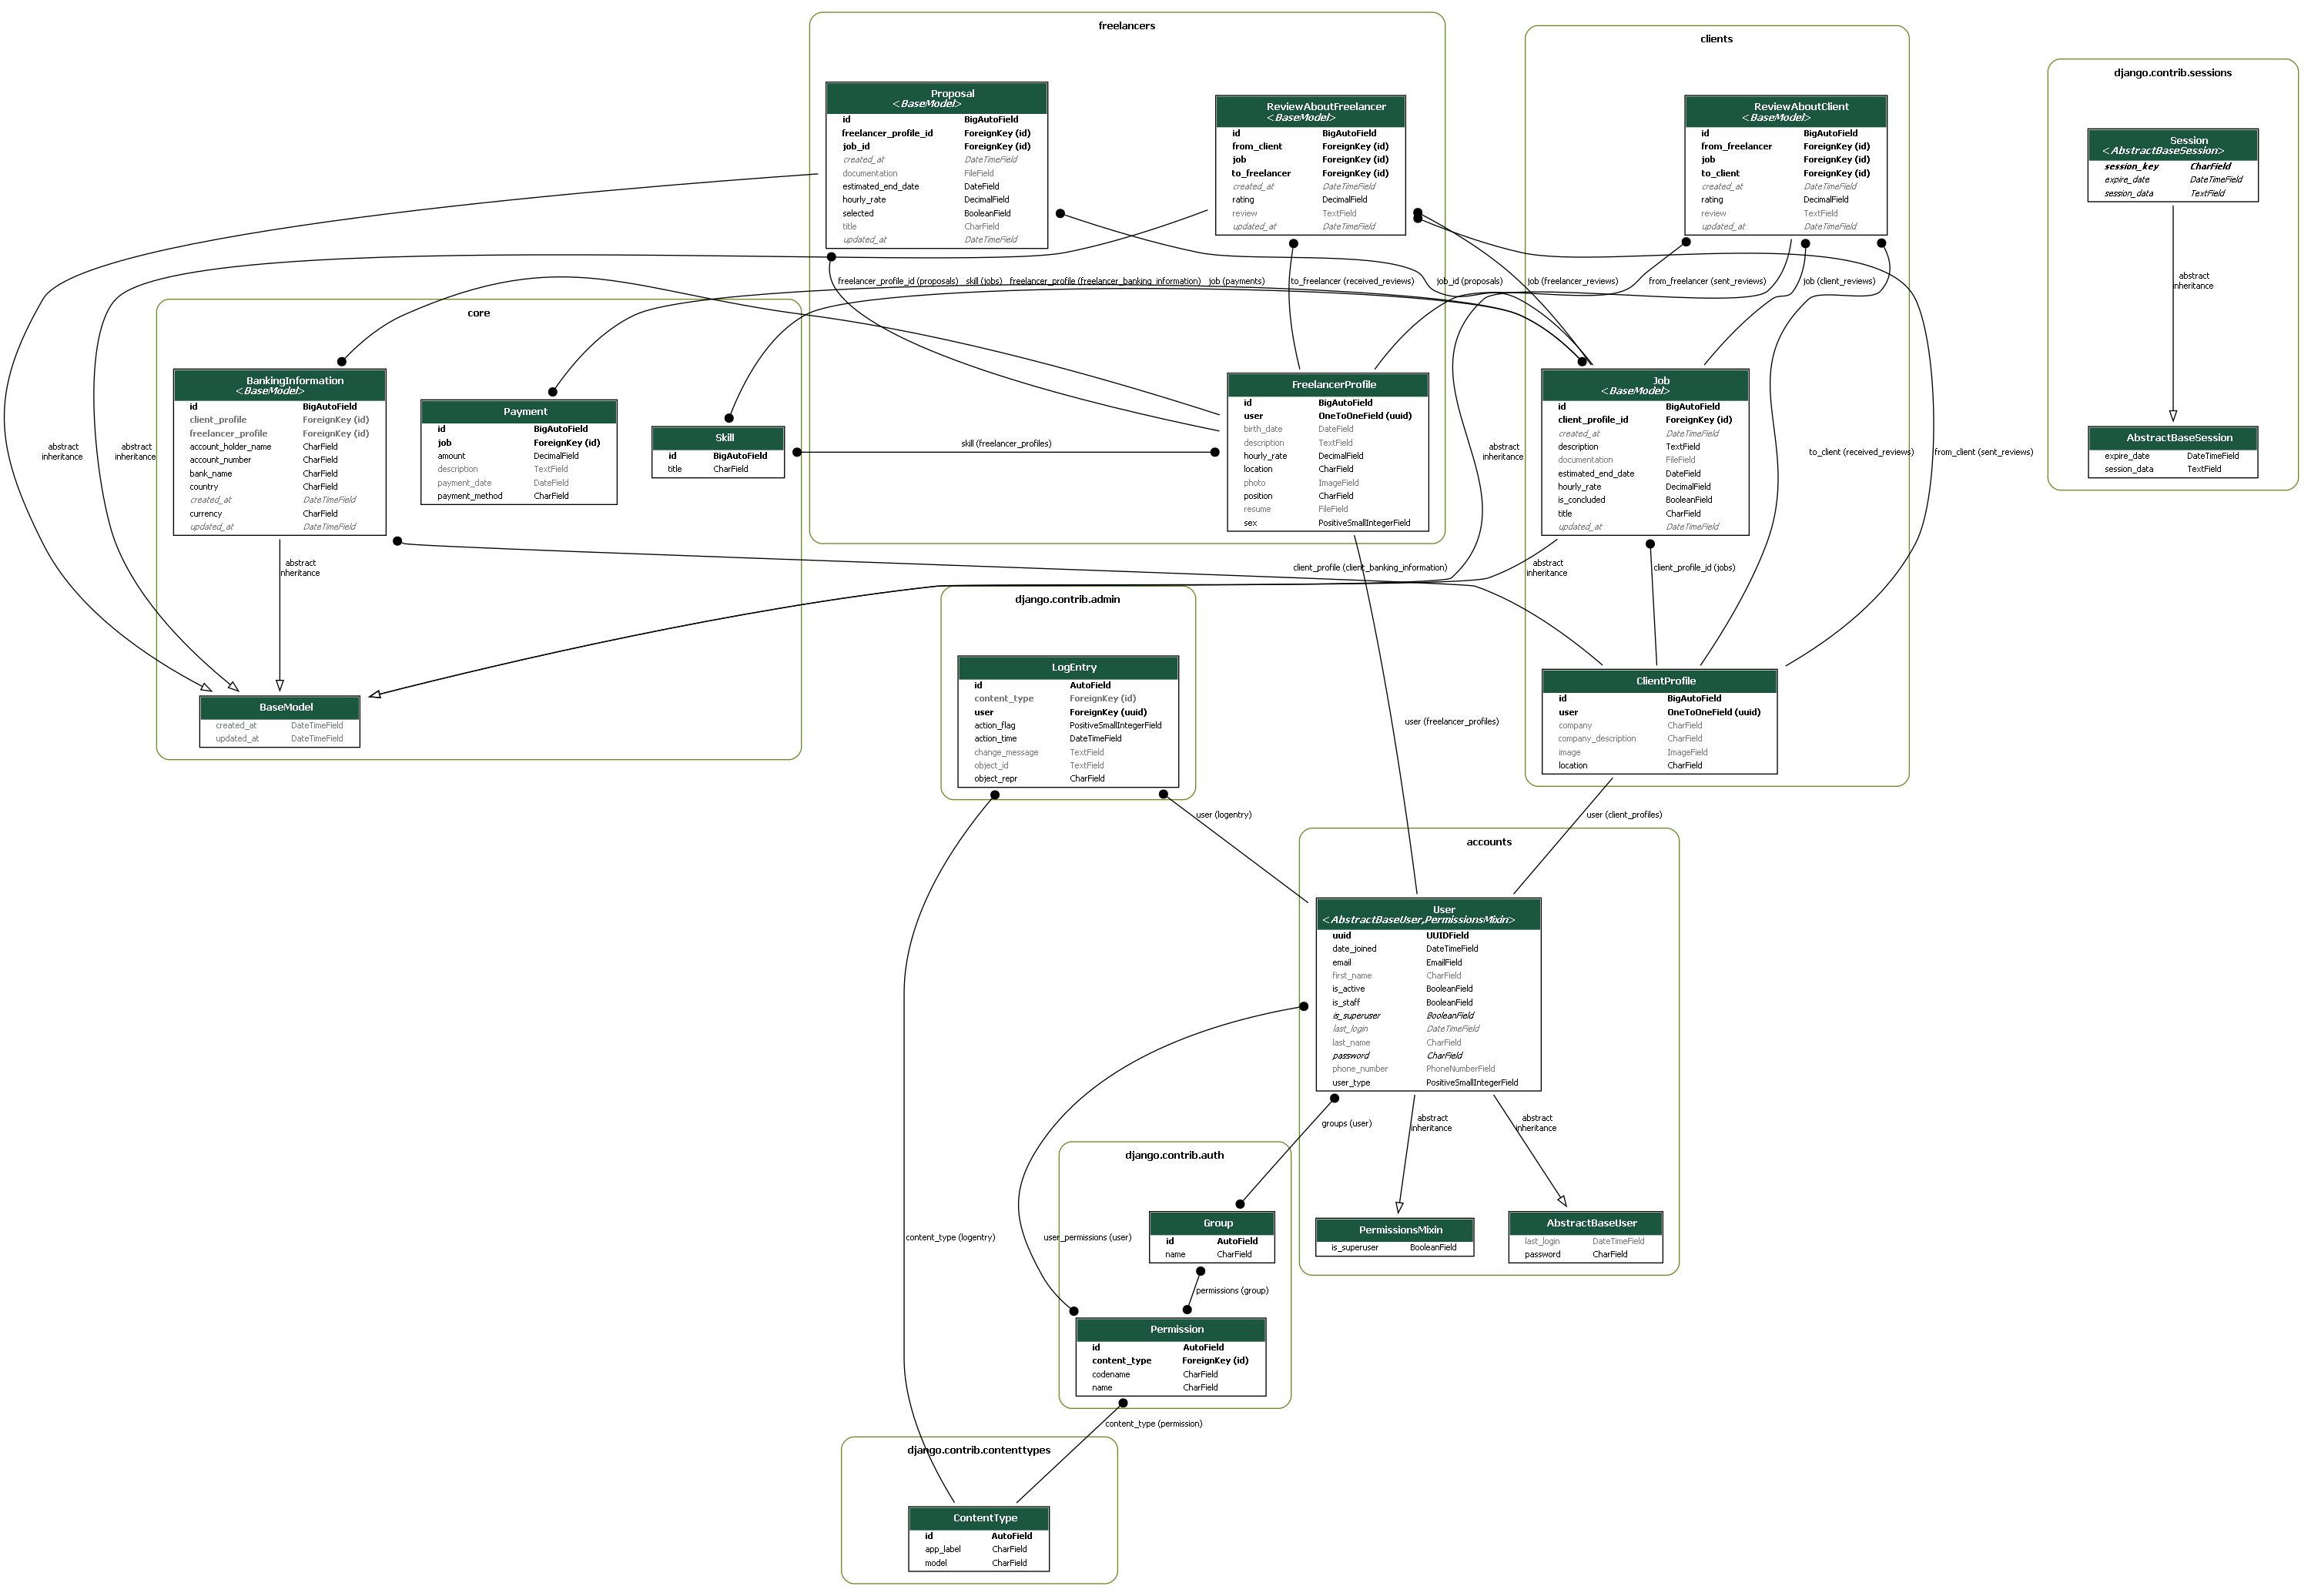 freelancers
Proposal
<BaseModel>
id BigAutoField
freelancer_profile_id ForeignKey (id)
job_id ForeignKey (id)
created_at DateTimeField
documentation FileField
estimated_end_date DateField
hourly_rate DecimalField
selected BooleanField
title CharField
updated_at DateTimeField
ReviewAboutFreelancer
<BaseModel>
id BigAutoField
from_client ForeignKey (id)
job ForeignKey (id)
to_freelancer ForeignKey (id)
created_at DateTimeField
rating DecimalField
review TextField
updated_at DateTimeField
clients
ReviewAboutClient
<BaseModel>
id BigAutoField
from_freelancer ForeignKey (id)
job ForeignKey (id)
to_client ForeignKey (id)
created_at DateTimeField
rating DecimalField
review TextField
updated_at DateTimeField
django.contrib.sessions
Session
<AbstractBaseSession>
session_key CharField
expire_date DateTimeField
session_data TextField
abstract
inheritance
AbstractBaseSession
expire_date DateTimeField
session_data TextField
freelancer_profile_id (proposals)
skill (jobs)
freelancer_profile (freelancer_banking_information)
job (payments)
to_freelancer (received_reviews)
job_id (proposals)
job (freelancer_reviews)
from_freelancer (sent_reviews)
job (client_reviews)
core
BankingInformation
<BaseModel>
id BigAutoField
client_profile ForeignKey (id)
freelancer_profile ForeignKey (id)
account_holder_name CharField
account_number CharField
bank_name CharField
country CharField
created_at DateTimeField
currency CharField
updated_at DateTimeField
Payment
id BigAutoField
job ForeignKey (id)
amount DecimalField
description TextField
payment_date DateField
payment_method CharField
Skill
id BigAutoField
title CharField
skill (freelancer_profiles)
FreelancerProfile
id BigAutoField
user OneToOneField (uuid)
birth_date DateField
description TextField
hourly_rate DecimalField
location CharField
photo ImageField
position CharField
resume FileField
sex PositiveSmallIntegerField
Job
<BaseModel>
id BigAutoField
client_profile_id ForeignKey (id)
created_at DateTimeField
description TextField
documentation FileField
estimated_end_date DateField
hourly_rate DecimalField
is_concluded BooleanField
title CharField
updated_at DateTimeField
abstract
inheritance
abstract
inheritance
abstract
inheritance
to_client (received_reviews)
from_client (sent_reviews)
abstract
inheritance
client_profile (client_banking_information)
abstract
inheritance
client_profile_id (jobs)
BaseModel
created_at DateTimeField
updated_at DateTimeField
django.contrib.admin
LogEntry
id AutoField
content_type ForeignKey (id)
user ForeignKey (uuid)
action_flag PositiveSmallIntegerField
action_time DateTimeField
change_message TextField
object_id TextField
object_repr CharField
user (freelancer_profiles)
ClientProfile
id BigAutoField
user OneToOneField (uuid)
company CharField
company_description CharField
image ImageField
location CharField
user (logentry)
user (client_profiles)
accounts
User
<AbstractBaseUser,PermissionsMixin>
uuid UUIDField
date_joined DateTimeField
email EmailField
first_name CharField
is_active BooleanField
is_staff BooleanField
is_superuser BooleanField
last_login DateTimeField
last_name CharField
password CharField
phone_number PhoneNumberField
user_type PositiveSmallIntegerField
groups (user)
abstract
inheritance
abstract
inheritance
PermissionsMixin
is_superuser BooleanField
AbstractBaseUser
last_login DateTimeField
password CharField
django.contrib.auth
content_type (logentry)
user_permissions (user)
Group
id AutoField
name CharField
permissions (group)
Permission
id AutoField
content_type ForeignKey (id)
codename CharField
name CharField
content_type (permission)
django.contrib.contenttypes
ContentType
id AutoField
app_label CharField
model CharField